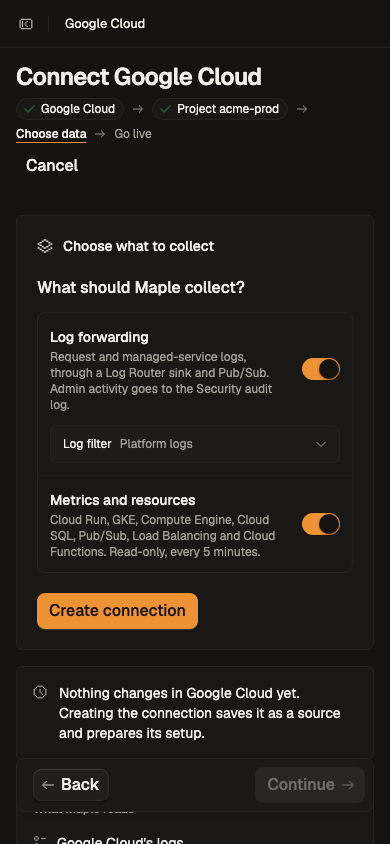 Google Cloud
Connect Google Cloud
Google Cloud → Project acme-prod →
Choose data → Go live
Cancel
Choose what to collect
What should Maple collect?
Log forwarding
Request and managed-service logs,
through a Log Router sink and Pub/Sub.
Admin activity goes to the Security audit
log.
Log filter Platform logs
Metrics and resources
Cloud Run, GKE, Compute Engine, Cloud
SQL, Pub/Sub, Load Balancing and Cloud
Functions. Read-only, every 5 minutes.
Create connection
Nothing changes in Google Cloud yet.
Creating the connection saves it as a source
and prepares its setup.
← Back
Continue →
Google Cloud's logs